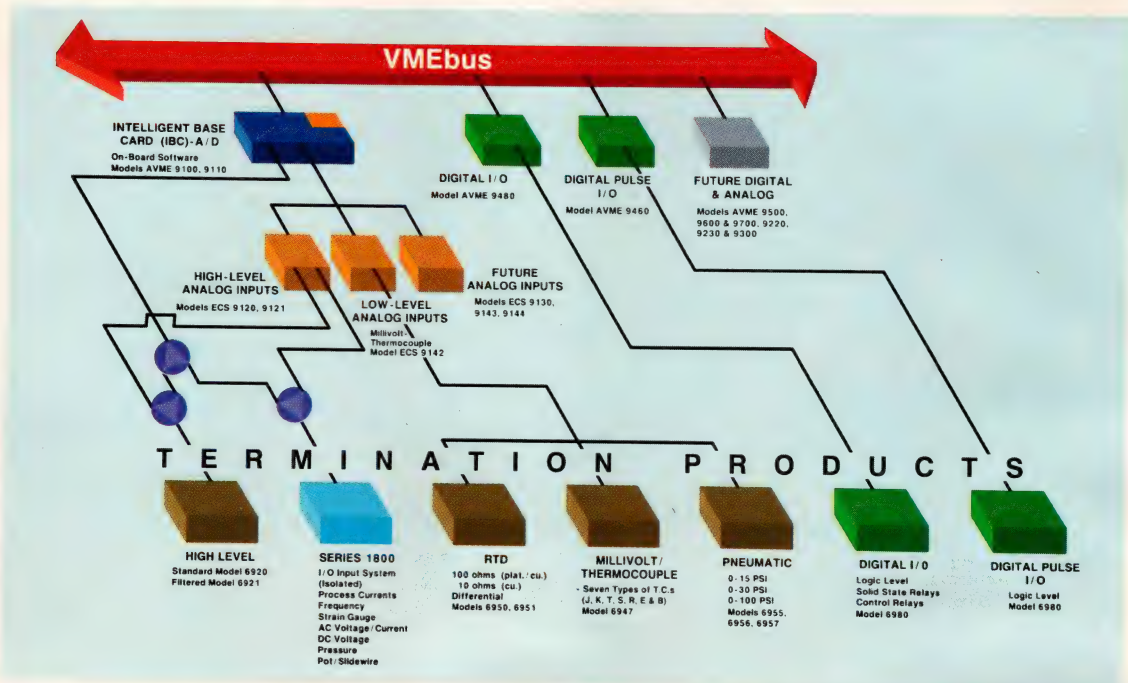 VMEbus
INTELLIGENT BASE
CARD (IBC)-A/D
On-Board Software
Models AVME 9100, 9110
DIGITAL I/O
Model AVME 9480
DIGITAL PULSE
I/O
Model AVME 9460
FUTURE DIGITAL
& ANALOG
Models AVME 9500,
9600 & 9700, 9220,
9230 & 9300
HIGH-LEVEL
ANALOG INPUTS
Models ECS 9120, 9121
LOW-LEVEL
ANALOG INPUTS
Millivolt-
Thermocouple
Model ECS 9142
FUTURE
ANALOG INPUTS
Models ECS 9130,
9143, 9144
TERMINATION PRODUCTS
HIGH LEVEL
Standard Model 6920
Filtered Model 6921
SERIES 1800
I/O Input System
(Isolated)
Process Currents
Frequency
Strain Gauge
AC Voltage/Current
DC Voltage
Pressure
Pot/Slidewire
RTD
100 ohms (plat./cu.)
10 ohms (cu.)
Differential
Models 6950, 6951
MILLIVOLT/
THERMOCOUPLE
- Seven Types of T.C.s
(J, K, T, S, R, E & B)
Model 6947
PNEUMATIC
0-15 PSI
0-30 PSI
0-100 PSI
Models 6955,
6956, 6957
DIGITAL I/0
Logic Level
Solid State Relays
Control Relays
Model 6980
DIGITAL PULSE
I/O
Logic Level
Model 6980